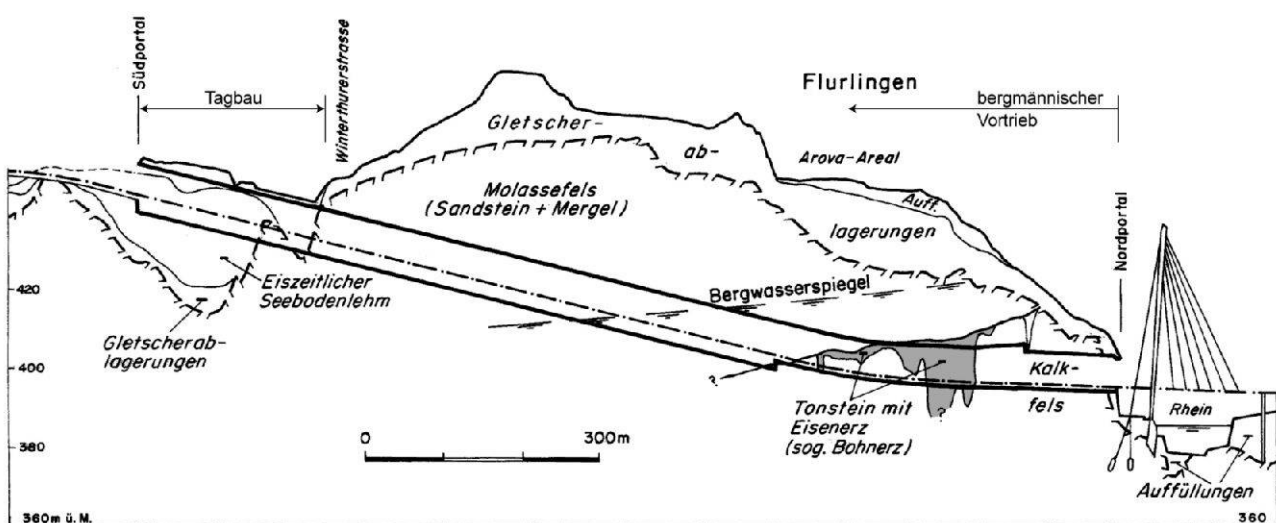 Südportal
Tagbau
Winterthurerstrasse
Flurlingen
bergmännischer
Vortrieb
Gletscher-
ab-
lagerungen
Arova-Areal
Auff.
Nordportal
Molassefels
(Sandstein + Mergel)
Bergwasserspiegel
Eiszeitlicher
Seebodenlehm
Gletscherab-
lagerungen
420
400
380
360 m ü. M.
?
Kalk-
fels
Tonstein mit
Eisenerz
(sog. Bohnerz)
?
Rhein
Auffüllungen
0
300m
360